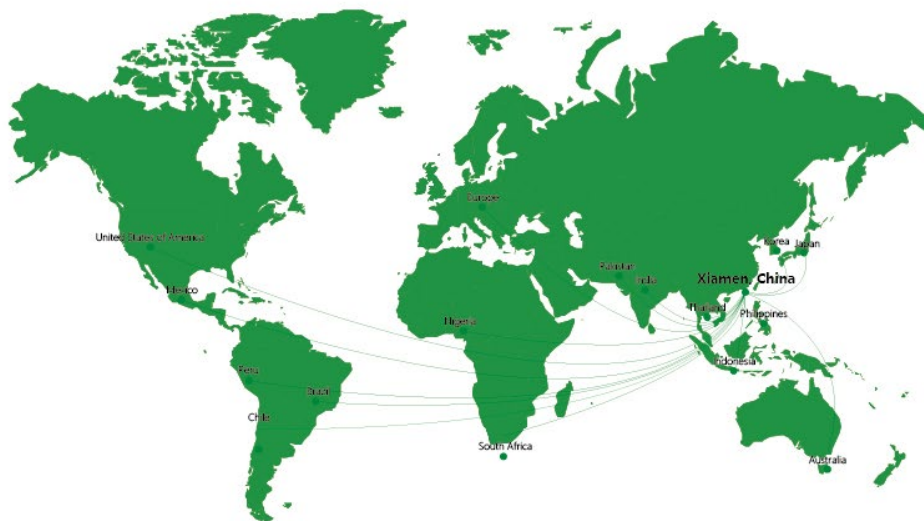 Europe
United States of America
Korea
Japan
Pakistan
India
Xiamen, China
Mexico
Thailand
Philippines
Nigeria
Indonesia
Peru
Brazil
Chile
South Africa
Australia